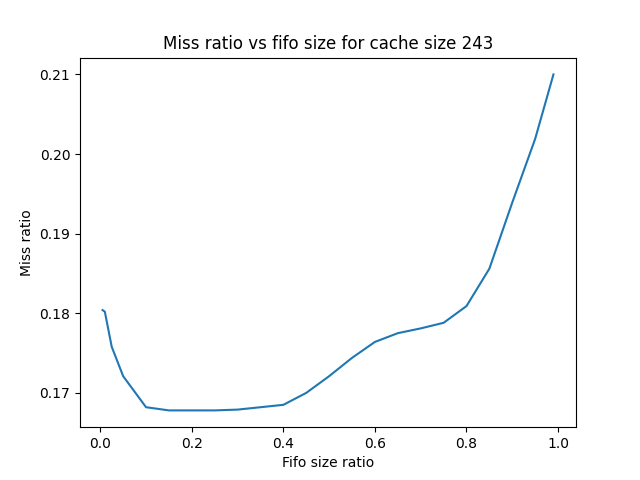 Miss ratio vs fifo size for cache size 243
0.21
0.20
0.19
0.18
0.17
Miss ratio
0.0 0.2 0.4 0.6 0.8 1.0
Fifo size ratio